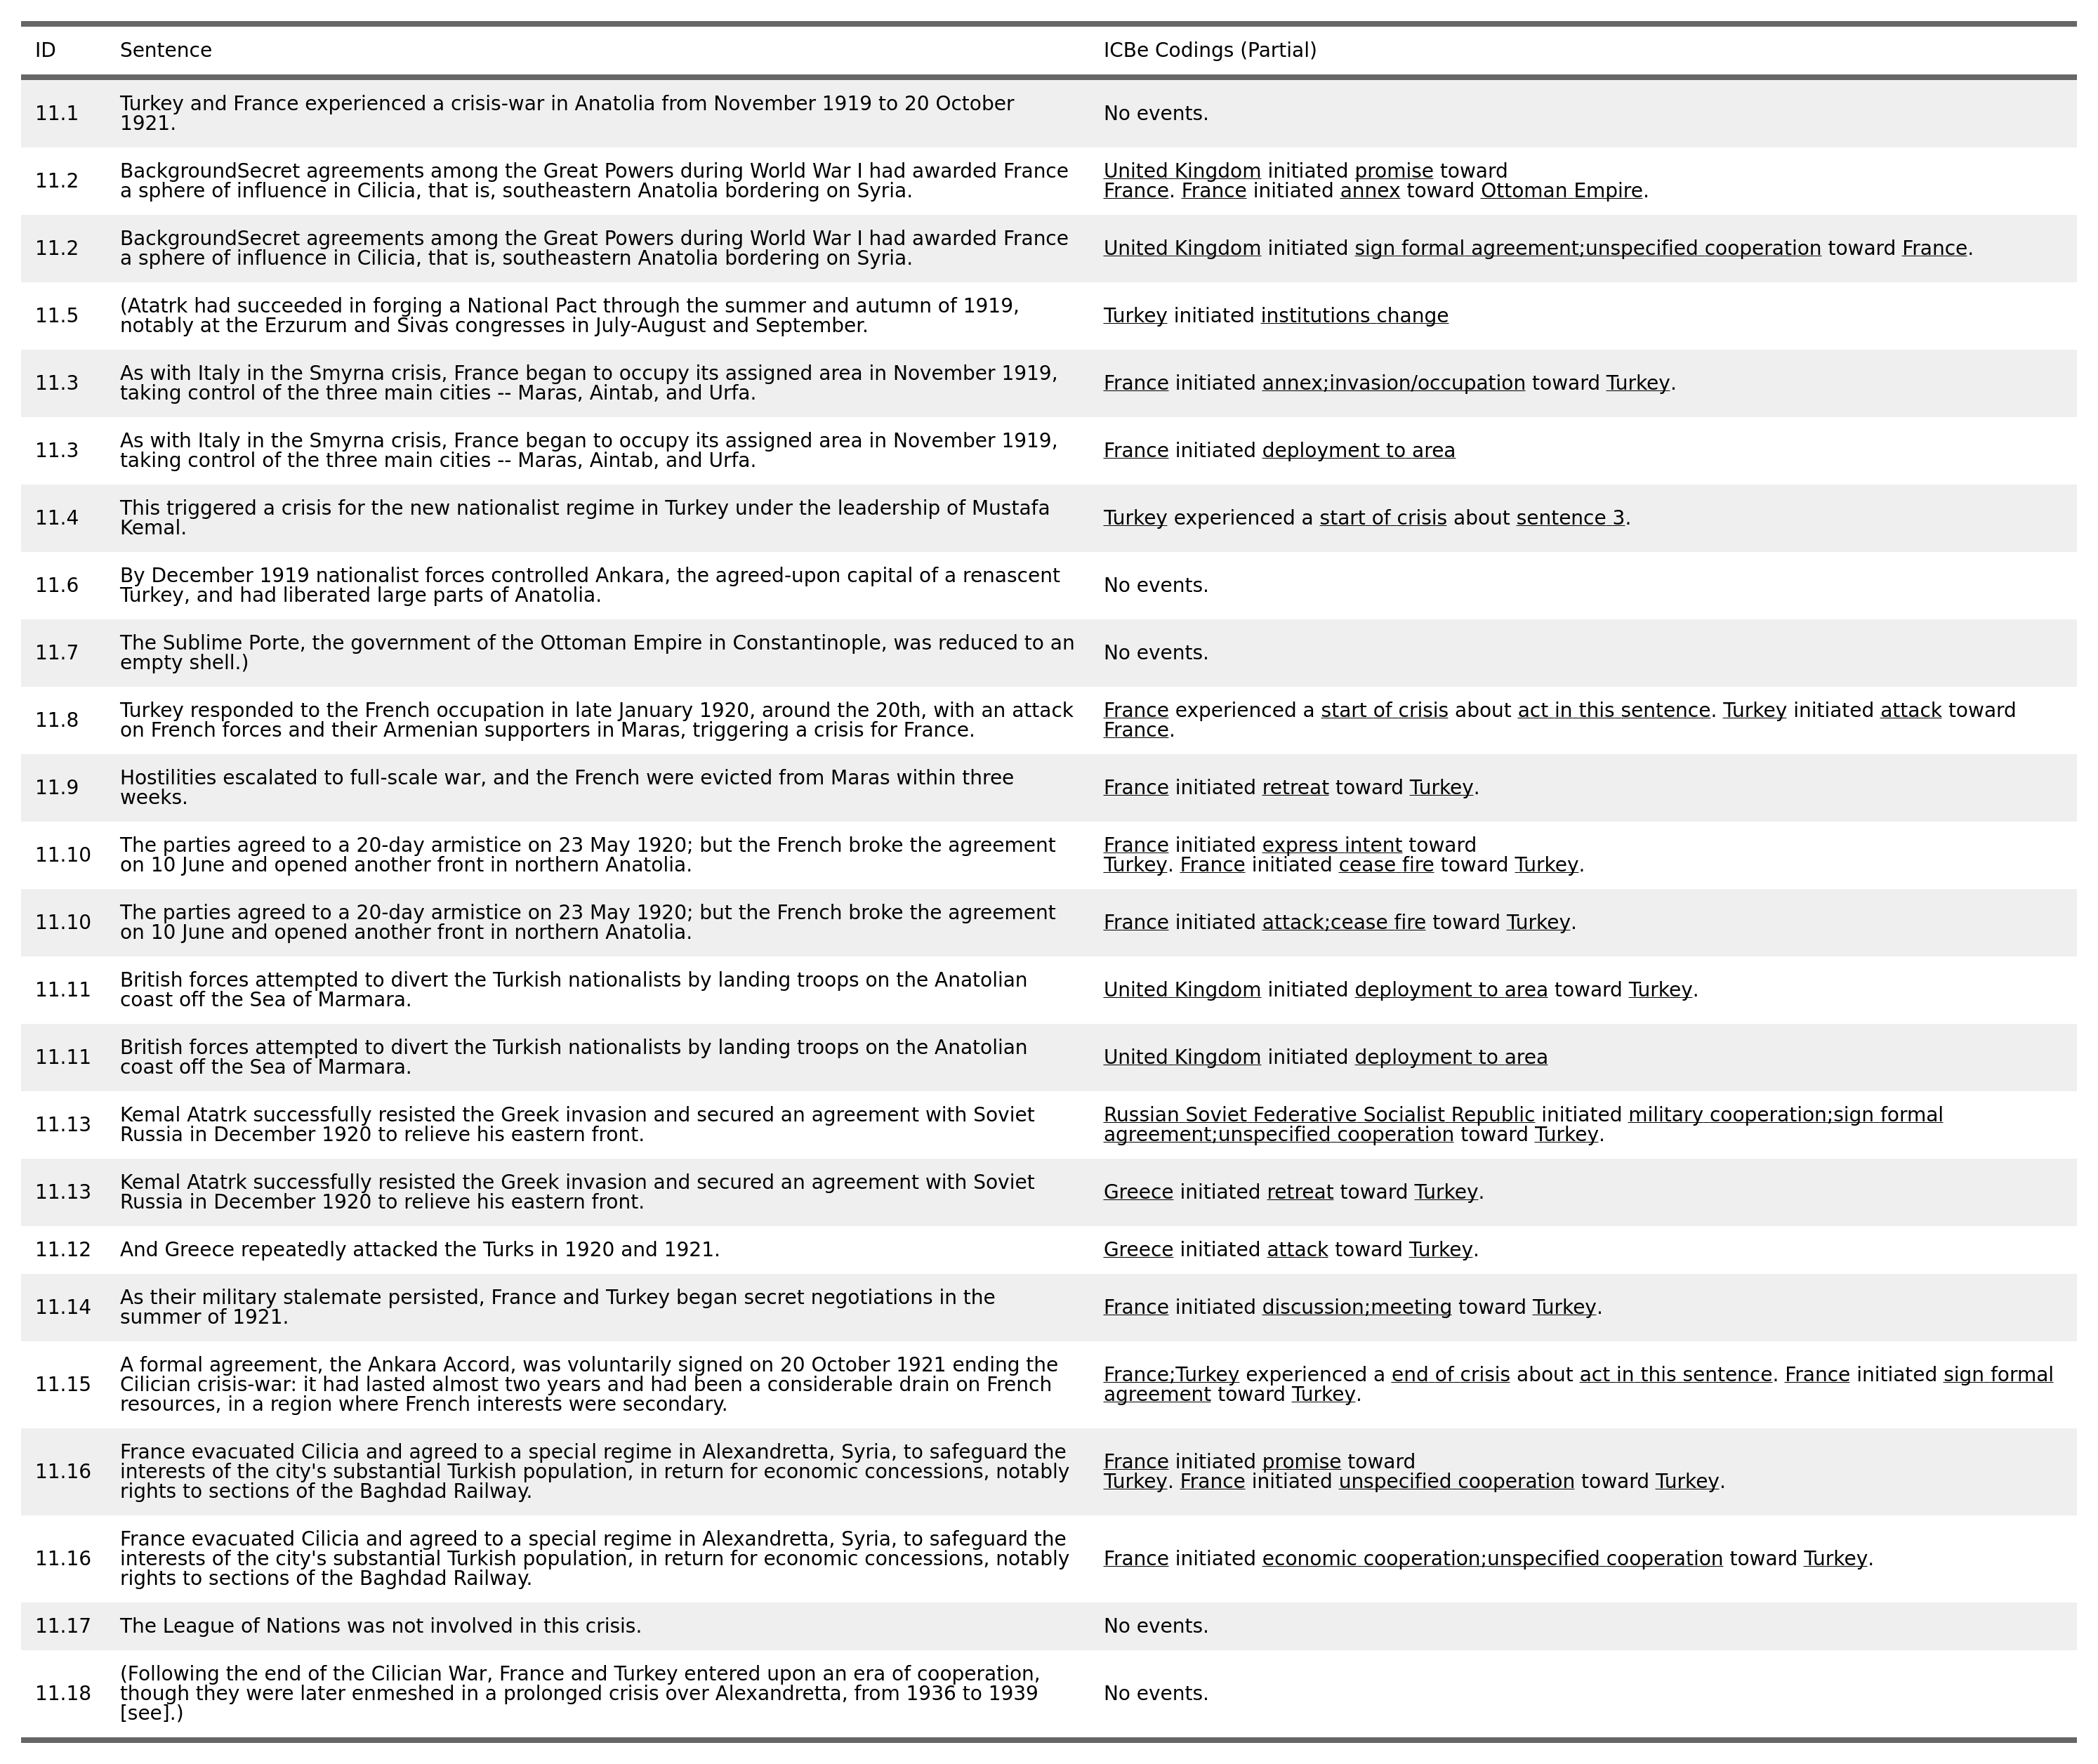 ID Sentence ICBe Codings (Partial)
11.1 Turkey and France experienced a crisis-war in Anatolia from November 1919 to 20 October
1921. No events.
11.2 BackgroundSecret agreements among the Great Powers during World War I had awarded France
a sphere of influence in Cilicia, that is, southeastern Anatolia bordering on Syria.
United Kingdom initiated promise toward
France. France initiated annex toward Ottoman Empire.
11.2 BackgroundSecret agreements among the Great Powers during World War I had awarded France
a sphere of influence in Cilicia, that is, southeastern Anatolia bordering on Syria.
United Kingdom initiated sign formal agreement;unspecified cooperation toward France.
11.5 (Atatrk had succeeded in forging a National Pact through the summer and autumn of 1919,
notably at the Erzurum and Sivas congresses in July-August and September.
Turkey initiated institutions change
11.3 As with Italy in the Smyrna crisis, France began to occupy its assigned area in November 1919,
taking control of the three main cities -- Maras, Aintab, and Urfa.
France initiated annex;invasion/occupation toward Turkey.
11.3 As with Italy in the Smyrna crisis, France began to occupy its assigned area in November 1919,
taking control of the three main cities -- Maras, Aintab, and Urfa.
France initiated deployment to area
11.4 This triggered a crisis for the new nationalist regime in Turkey under the leadership of Mustafa
Kemal.
Turkey experienced a start of crisis about sentence 3.
11.6 By December 1919 nationalist forces controlled Ankara, the agreed-upon capital of a renascent
Turkey, and had liberated large parts of Anatolia.
No events.
11.7 The Sublime Porte, the government of the Ottoman Empire in Constantinople, was reduced to an
empty shell.)
No events.
11.8 Turkey responded to the French occupation in late January 1920, around the 20th, with an attack
on French forces and their Armenian supporters in Maras, triggering a crisis for France.
France experienced a start of crisis about act in this sentence. Turkey initiated attack toward
France.
11.9 Hostilities escalated to full-scale war, and the French were evicted from Maras within three
weeks.
France initiated retreat toward Turkey.
11.10 The parties agreed to a 20-day armistice on 23 May 1920; but the French broke the agreement
on 10 June and opened another front in northern Anatolia.
France initiated express intent toward
Turkey. France initiated cease fire toward Turkey.
11.10 The parties agreed to a 20-day armistice on 23 May 1920; but the French broke the agreement
on 10 June and opened another front in northern Anatolia.
France initiated attack;cease fire toward Turkey.
11.11 British forces attempted to divert the Turkish nationalists by landing troops on the Anatolian
coast off the Sea of Marmara.
United Kingdom initiated deployment to area toward Turkey.
11.11 British forces attempted to divert the Turkish nationalists by landing troops on the Anatolian
coast off the Sea of Marmara.
United Kingdom initiated deployment to area
11.13 Kemal Atatrk successfully resisted the Greek invasion and secured an agreement with Soviet
Russia in December 1920 to relieve his eastern front.
Russian Soviet Federative Socialist Republic initiated military cooperation;sign formal
agreement;unspecified cooperation toward Turkey.
11.13 Kemal Atatrk successfully resisted the Greek invasion and secured an agreement with Soviet
Russia in December 1920 to relieve his eastern front.
Greece initiated retreat toward Turkey.
11.12 And Greece repeatedly attacked the Turks in 1920 and 1921. Greece initiated attack toward Turkey.
11.14 As their military stalemate persisted, France and Turkey began secret negotiations in the
summer of 1921.
France initiated discussion;meeting toward Turkey.
11.15 A formal agreement, the Ankara Accord, was voluntarily signed on 20 October 1921 ending the
Cilician crisis-war: it had lasted almost two years and had been a considerable drain on French
resources, in a region where French interests were secondary.
France;Turkey experienced a end of crisis about act in this sentence. France initiated sign formal
agreement toward Turkey.
11.16 France evacuated Cilicia and agreed to a special regime in Alexandretta, Syria, to safeguard the
interests of the city's substantial Turkish population, in return for economic concessions, notably
rights to sections of the Baghdad Railway.
France initiated promise toward
Turkey. France initiated unspecified cooperation toward Turkey.
11.16 France evacuated Cilicia and agreed to a special regime in Alexandretta, Syria, to safeguard the
interests of the city's substantial Turkish population, in return for economic concessions, notably
rights to sections of the Baghdad Railway.
France initiated economic cooperation;unspecified cooperation toward Turkey.
11.17 The League of Nations was not involved in this crisis. No events.
11.18 (Following the end of the Cilician War, France and Turkey entered upon an era of cooperation,
though they were later enmeshed in a prolonged crisis over Alexandretta, from 1936 to 1939
[see].)
No events.